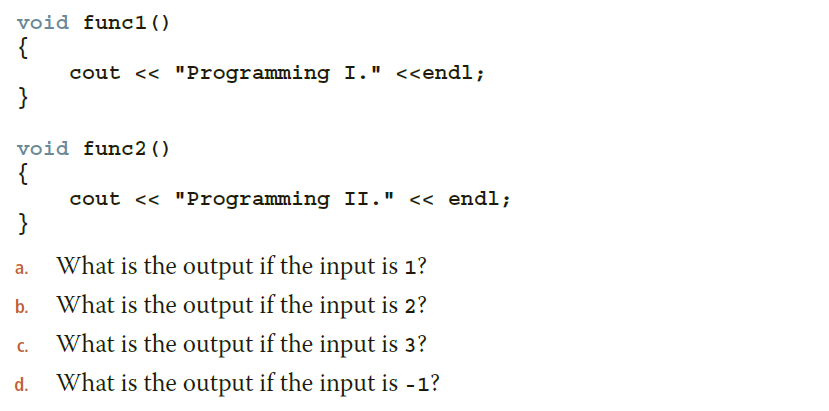 void func1()
{
cout << "Programming I." <<endl;
}
void func2()
{
cout << "Programming II." << endl;
}
a. What is the output if the input is 1?
b. What is the output if the input is 2?
c. What is the output if the input is 3?
d. What is the output if the input is -1?